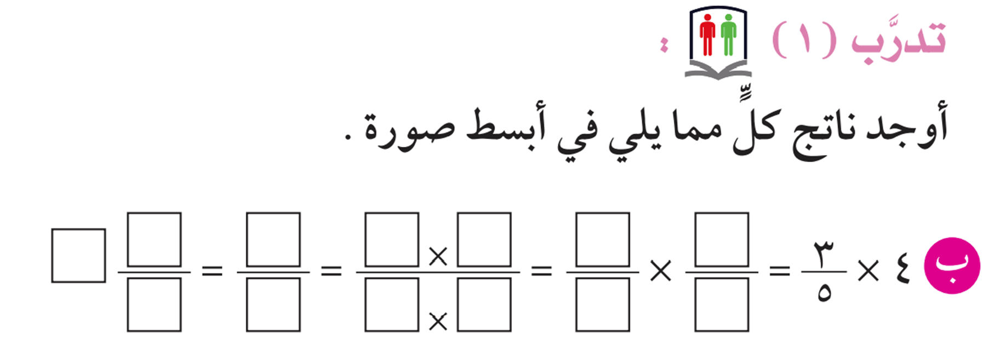 تدرَّب (١) :
أوجد ناتج كلٍّ مما يلي في أبسط صورة .
ب ٤ × ٣/٥ = □/□ × □/□ = □×□/□×□ = □/□ = □ □/□